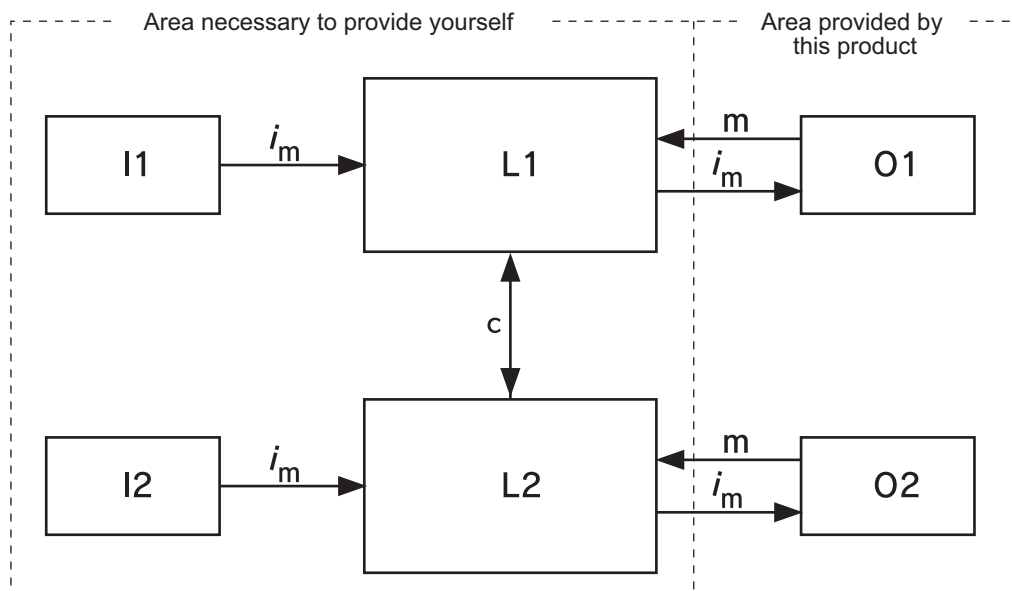 Area necessary to provide yourself
Area provided by
this product
I1
im
L1
m
im
O1
c
I2
im
L2
m
im
O2